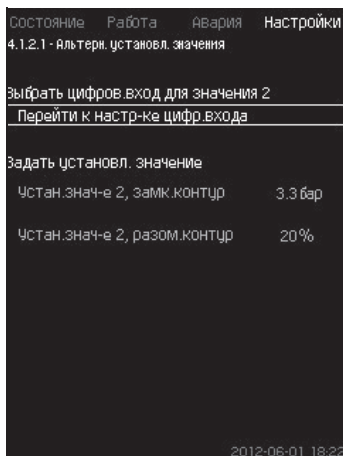 Состояние Работа Авария Настройки
4.1.2.1 - Альтерн. установл. значения
Выбрать цифров.вход для значения 2
Перейти к настр-ке цифр.входа
Задать установл. значение
Устан.знач-е 2, замк.контур 3.3 бар
Устан.знач-е 2, разом.контур 20%
2012-06-01 18:22